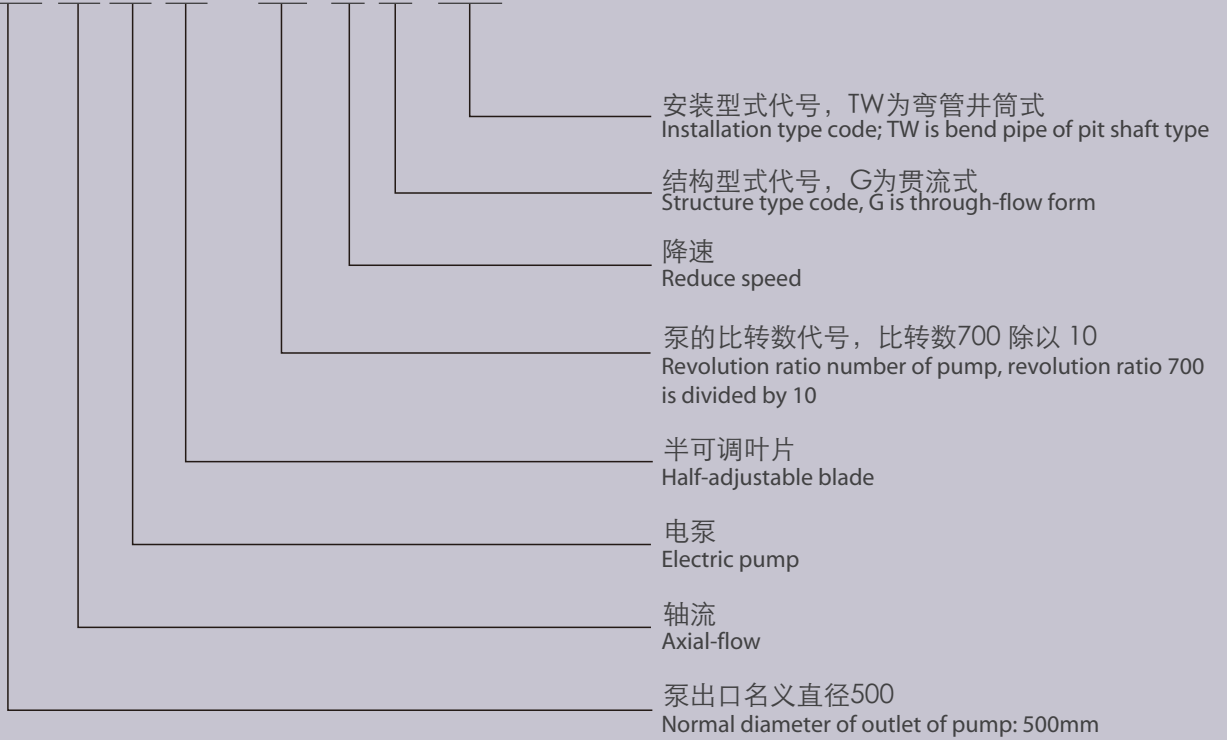 安装型式代号，TW为弯管井筒式
Installation type code; TW is bend pipe of pit shaft type
结构型式代号，G为贯流式
Structure type code, G is through-flow form
降速
Reduce speed
泵的比转数代号，比转数700 除以 10
Revolution ratio number of pump, revolution ratio 700
is divided by 10
半可调叶片
Half-adjustable blade
电泵
Electric pump
轴流
Axial-flow
泵出口名义直径500
Normal diameter of outlet of pump: 500mm